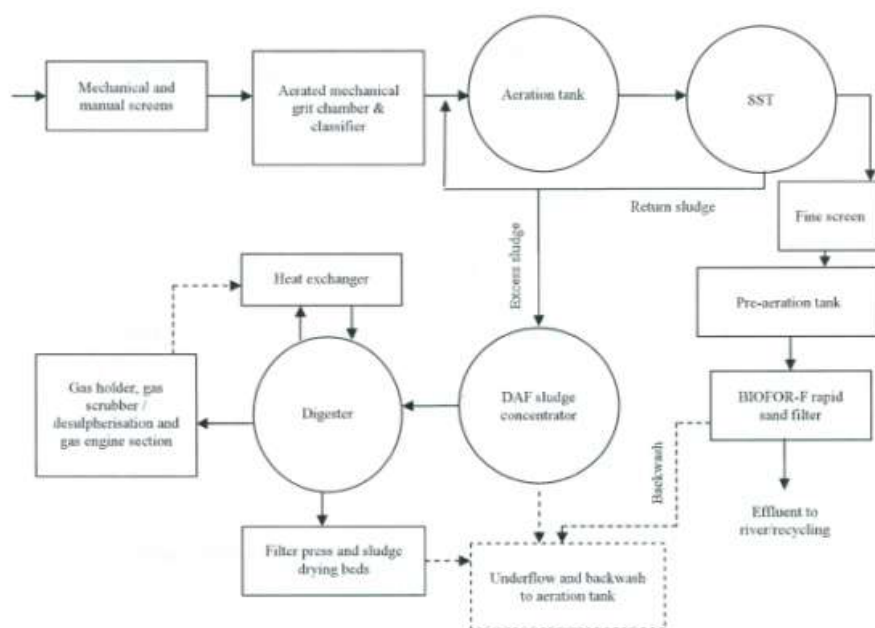 Mechanical and
manual screens
Aerated mechanical
grit chamber &
classifier
Aeration tank
SST
Return sludge
Fine screen
Excess sludge
Heat exchanger
Pre-aeration tank
Gas holder, gas
scrubber /
desulpherisation and
gas engine section
Digester
DAF sludge
concentrator
BIOFOR-F rapid
sand filter
Backwash
Effluent to
river/recycling
Filter press and sludge
drying beds
Underflow and backwash
to aeration tank